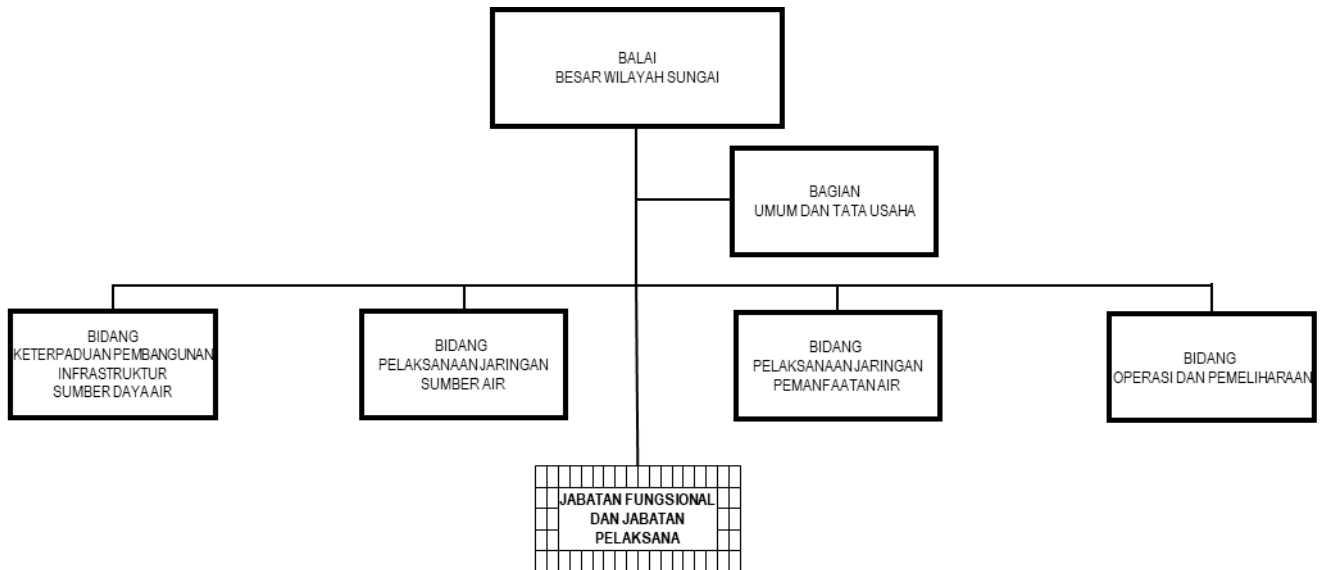 BALAI
BESAR WILAYAH SUNGAI
BAGIAN
UMUM DAN TATA USAHA
BIDANG
KETERPADUAN PEMBANGUNAN
INFRASTRUKTUR
SUMBER DAYA AIR
BIDANG
PELAKSANAAN JARINGAN
SUMBER AIR
BIDANG
PELAKSANAAN JARINGAN
PEMANFAATAN AIR
BIDANG
OPERASI DAN PEMELIHARAAN
JABATAN FUNGSIONAL
DAN JABATAN
PELAKSANA